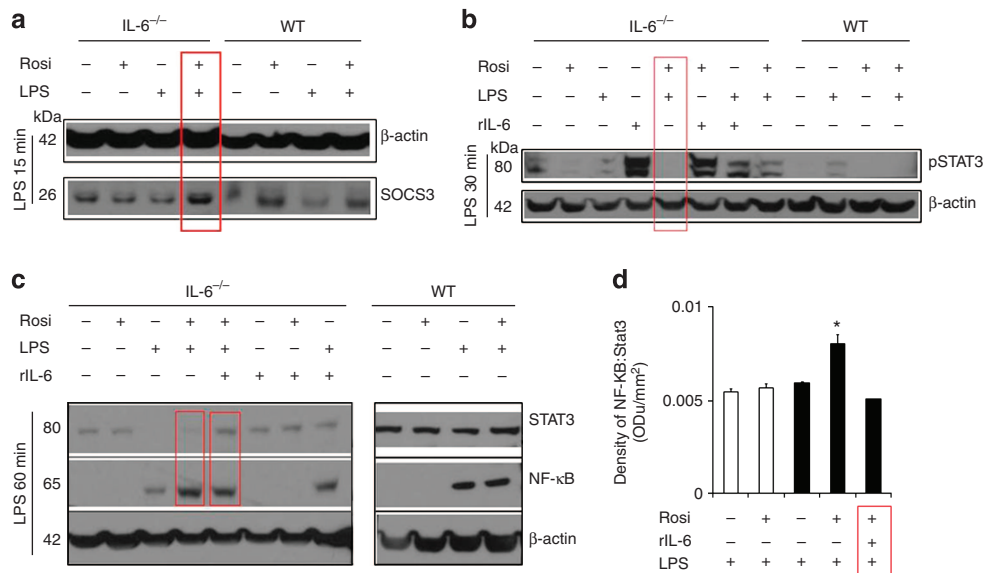 a
IL-6–/– WT
Rosi – + – + – + – +
LPS – – + + – – + +
kDa
LPS 15 min
42 β-actin
26 SOCS3
b
IL-6–/– WT
Rosi – + – – + + – + – – + +
LPS – – + – + – + + – + – +
rIL-6 – – – + – + + – – – – –
kDa
LPS 30 min
80 pSTAT3
42 β-actin
c
IL-6–/– WT
Rosi – + – + + – + – – + – +
LPS – – + + + – – + – – + +
rIL-6 – – – – + + + + – – – –
LPS 60 min
80 STAT3
65 NF-κB
42 β-actin
d
Density of NF-KB:Stat3
(ODu/mm²)
0.01
*
0.005
0
Rosi – + – + +
rIL-6 – – – – +
LPS + + + + +